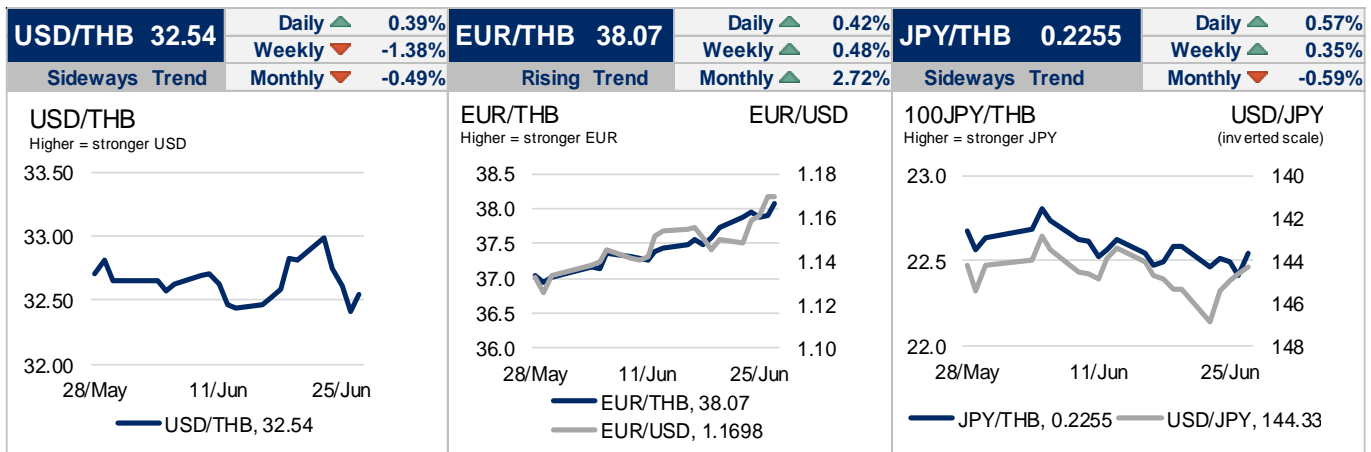 USD/THB 32.54
Daily 0.39%
Weekly -1.38%
Sideways Trend
Monthly -0.49%
USD/THB
Higher = stronger USD
33.50
33.00
32.50
32.00
28/May 11/Jun 25/Jun
USD/THB, 32.54
EUR/THB 38.07
Daily 0.42%
Weekly 0.48%
Rising Trend
Monthly 2.72%
EUR/THB EUR/USD
Higher = stronger EUR
38.5 1.18
38.0 1.16
37.5
37.0 1.14
36.5 1.12
36.0 1.10
28/May 11/Jun 25/Jun
EUR/THB, 38.07
EUR/USD, 1.1698
JPY/THB 0.2255
Daily 0.57%
Weekly 0.35%
Sideways Trend
Monthly -0.59%
100JPY/THB USD/JPY
Higher = stronger JPY (inverted scale)
23.0 140
142
22.5 144
146
22.0 148
28/May 11/Jun 25/Jun
JPY/THB, 0.2255 USD/JPY, 144.33